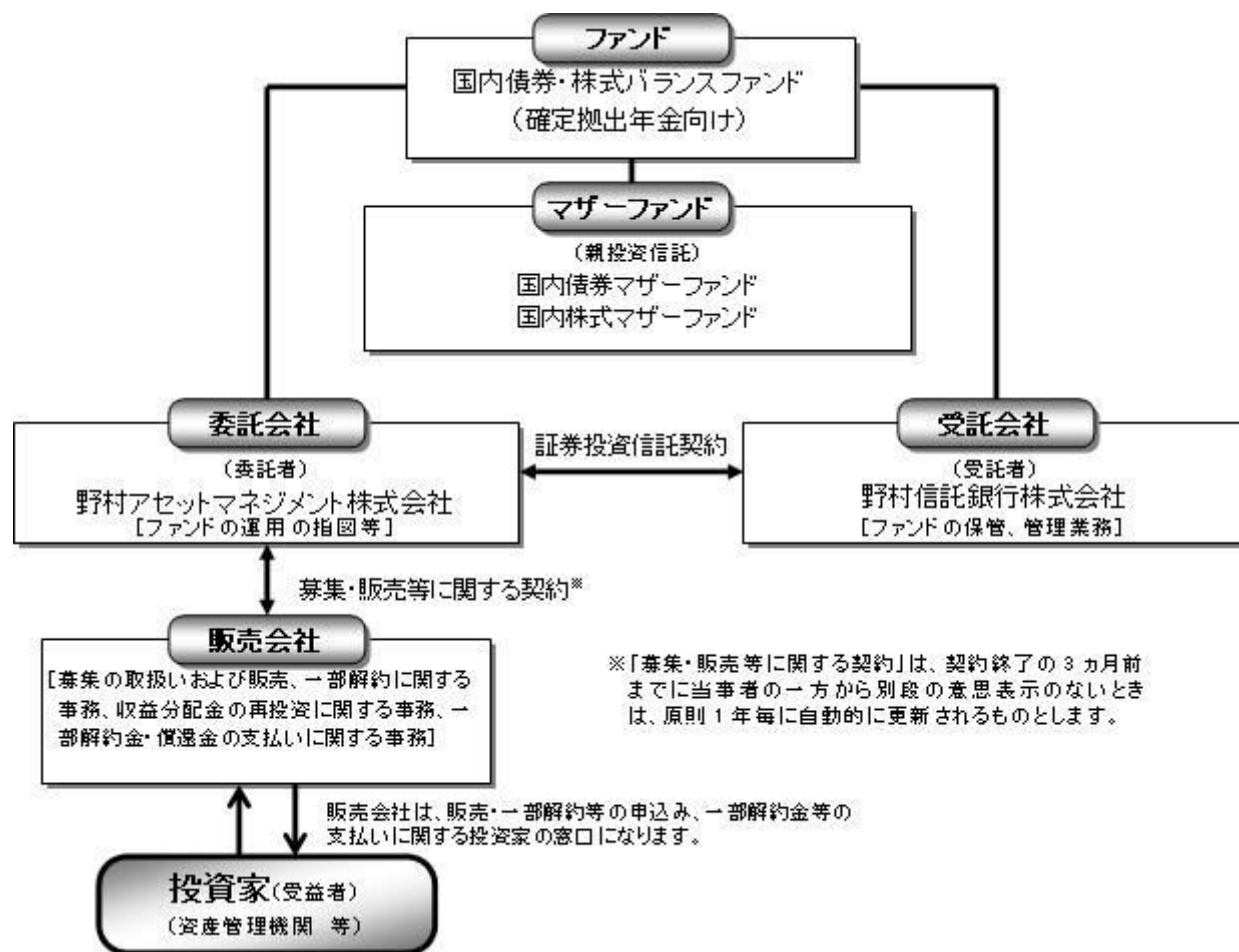 ファンド
国内債券・株式バランスファンド
（確定拠出年金向け）
マザーファンド
（親投資信託）
国内債券マザーファンド
国内株式マザーファンド
委託会社
（委託者）
野村アセットマネジメント株式会社
[ファンドの運用の指図等]
証券投資信託契約
受託会社
（受託者）
野村信託銀行株式会社
[ファンドの保管、管理業務]
募集・販売等に関する契約※
販売会社
[募集の取扱いおよび販売、一部解約に関する
事務、収益分配金の再投資に関する事務、一
部解約金・償還金の支払いに関する事務]
※「募集・販売等に関する契約」は、契約終了の3ヵ月前
までに当事者の一方から別段の意思表示のないとき
は、原則1年毎に自動的に更新されるものとします。
販売会社は、販売・一部解約等の申込み、一部解約金等の
支払いに関する投資家の窓口になります。
投資家（受益者）
（資産管理機関 等）